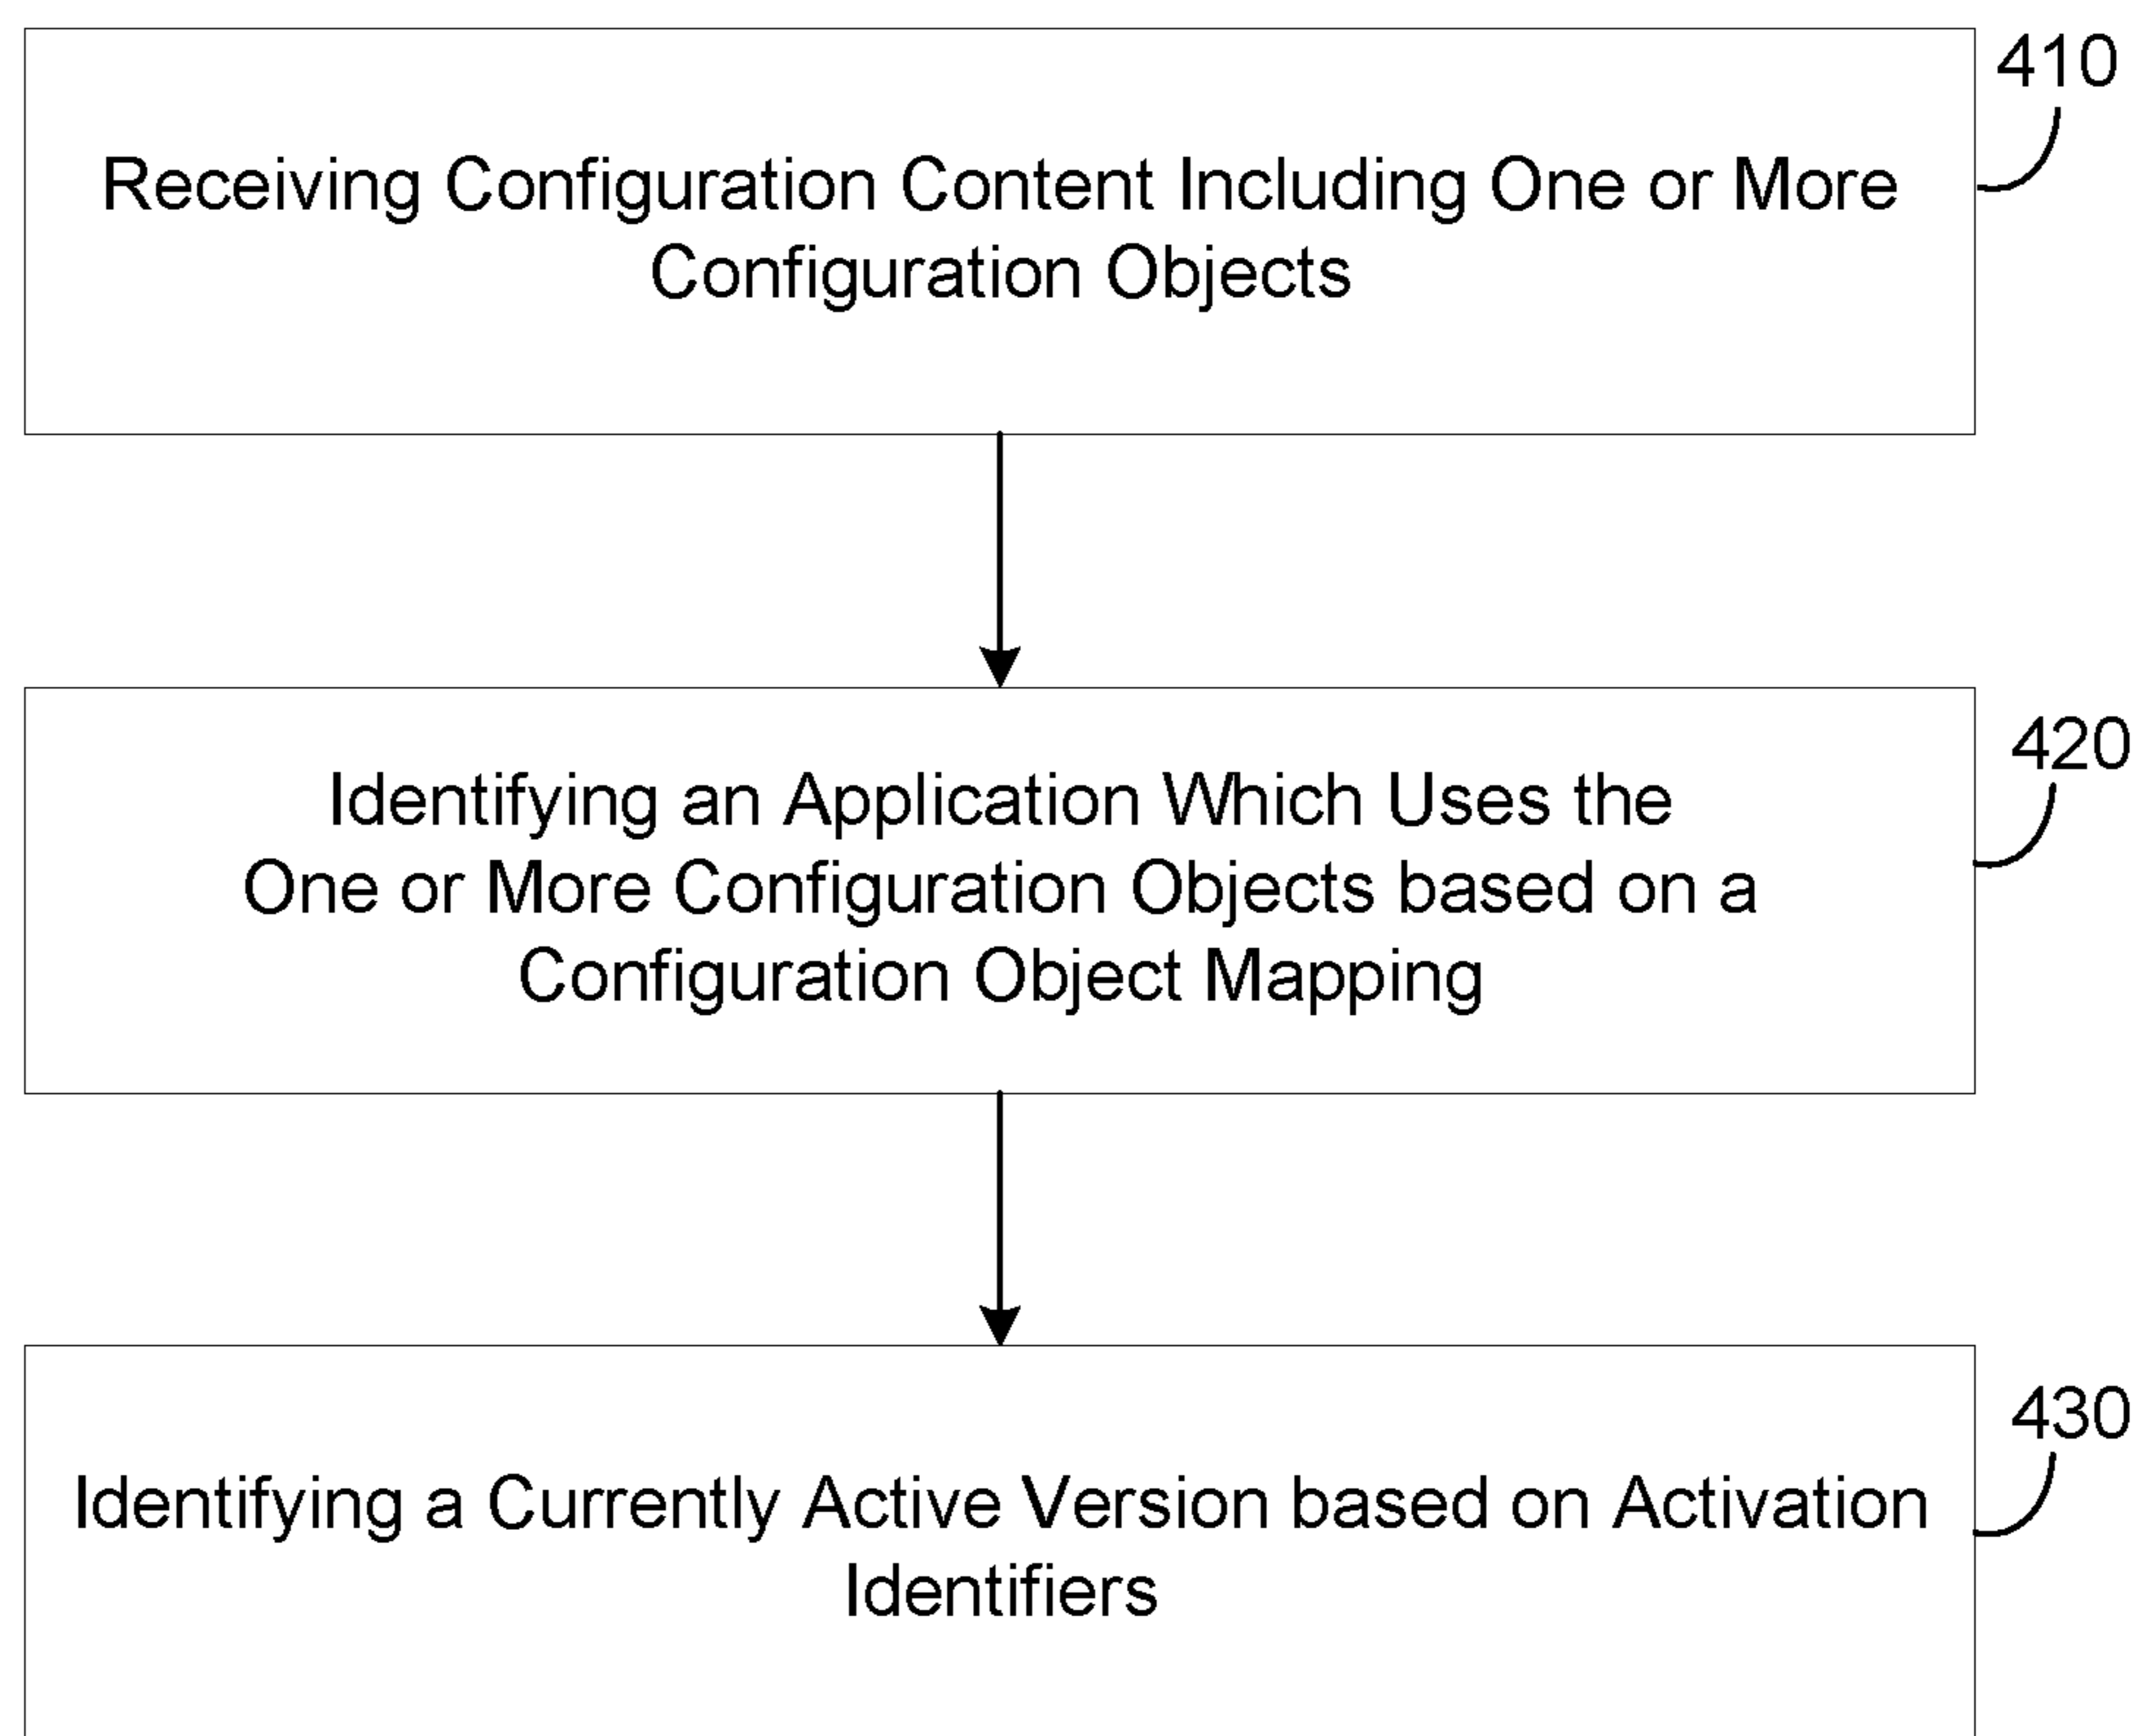 410
Receiving Configuration Content Including One or More
Configuration Objects
420
Identifying an Application Which Uses the
One or More Configuration Objects based on a
Configuration Object Mapping
430
Identifying a Currently Active Version based on Activation
Identifiers